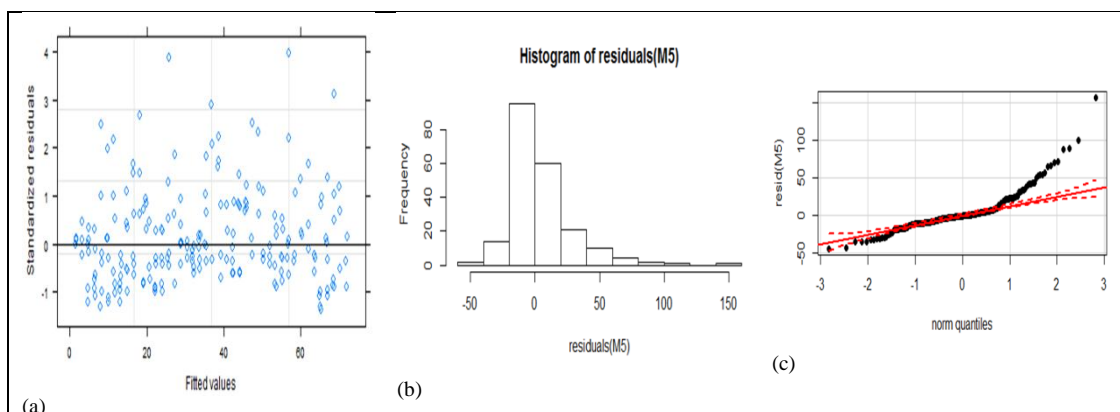 4
3
2
1
0
-1
Standardized residuals
0 20 40 60
Fitted values
(a)
Histogram of residuals(M5)
80
60
40
20
0
Frequency
-50 0 50 100 150
residuals(M5)
(b)
100
50
0
-50
resid(M5)
-3 -2 -1 0 1 2 3
norm quantiles
(c)